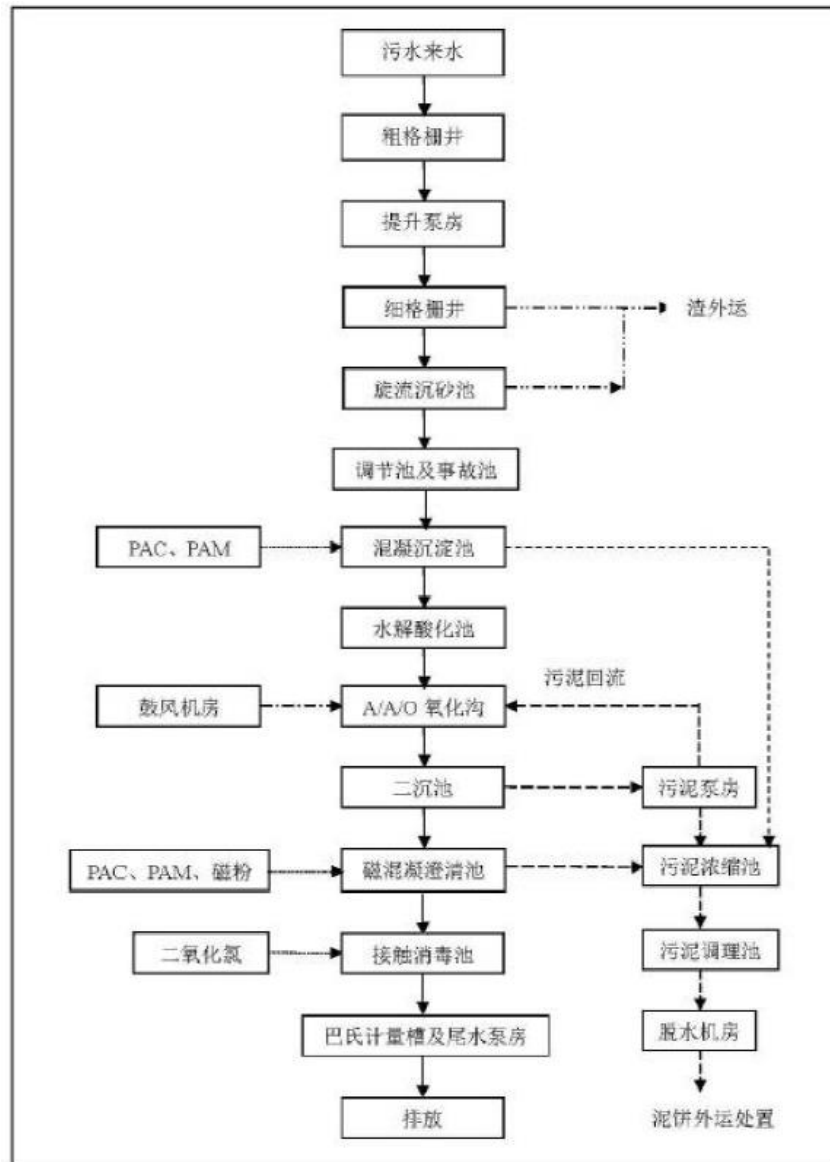 污水来水
粗格栅井
提升泵房
细格栅井
渣外运
旋流沉砂池
调节池及事故池
PAC、PAM
混凝沉淀池
水解酸化池
污泥回流
鼓风机房
A/A/O 氧化沟
二沉池
污泥泵房
PAC、PAM、磁粉
磁混凝澄清池
污泥浓缩池
二氧化氯
接触消毒池
污泥调理池
巴氏计量槽及尾水泵房
脱水机房
排放
泥饼外运处置